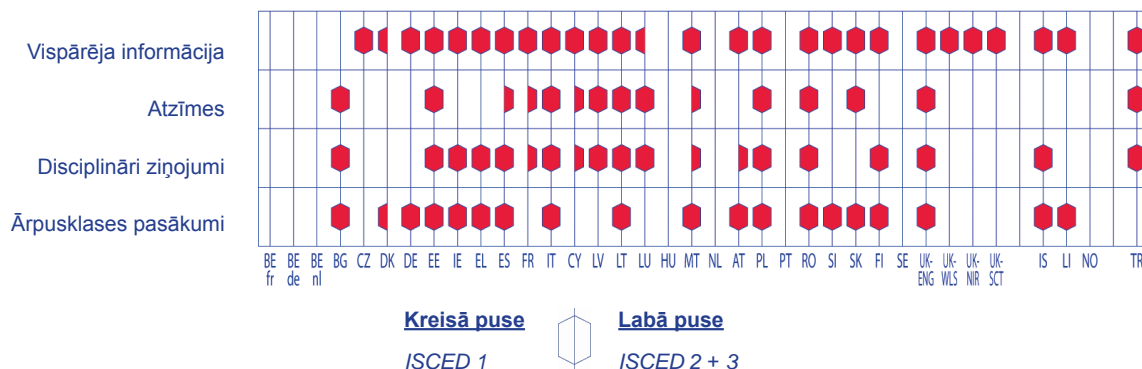 Vispārēja informācija
Atzīmes
Disciplināri ziņojumi
Ārpusklases pasākumi
BE fr BE de BE nl BG CZ DK DE EE IE EL ES FR IT CY LV LT LU HU MT NL AT PL PT RO SI SK FI SE UK-ENG UK-WLS UK-NIR UK-SCT IS LI NO TR
Kreisā puse Labā puse
ISCED 1 ISCED 2 + 3